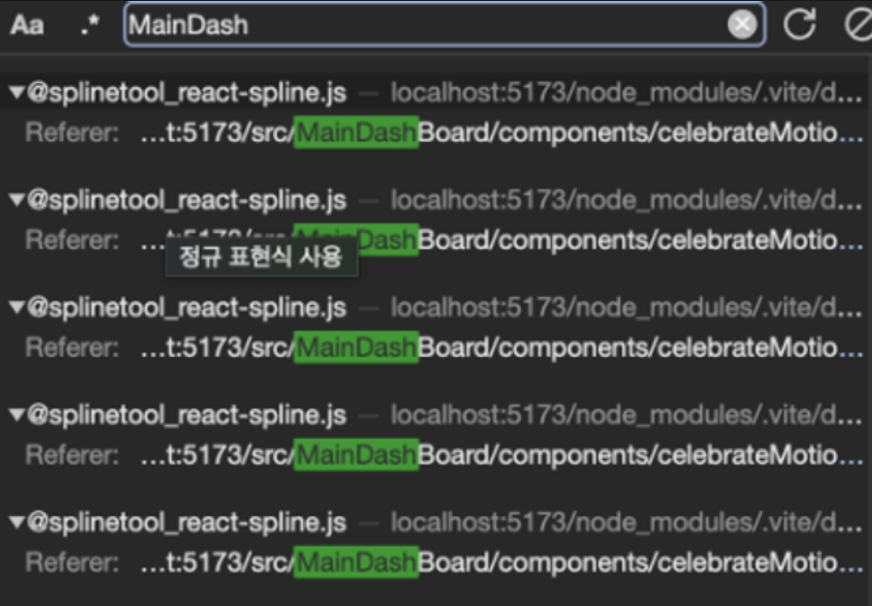 Aa .* MainDash
@splinetool_react-spline.js — localhost:5173/node_modules/.vite/d...
Referer: ...t:5173/src/MainDashBoard/components/celebrateMotio...
@splinetool_react-spline.js — localhost:5173/node_modules/.vite/d...
Referer: ...t:5173/src/MainDashBoard/components/celebrateMotio...
정규 표현식 사용
@splinetool_react-spline.js — localhost:5173/node_modules/.vite/d...
Referer: ...t:5173/src/MainDashBoard/components/celebrateMotio...
@splinetool_react-spline.js — localhost:5173/node_modules/.vite/d...
Referer: ...t:5173/src/MainDashBoard/components/celebrateMotio...
@splinetool_react-spline.js — localhost:5173/node_modules/.vite/d...
Referer: ...t:5173/src/MainDashBoard/components/celebrateMotio...